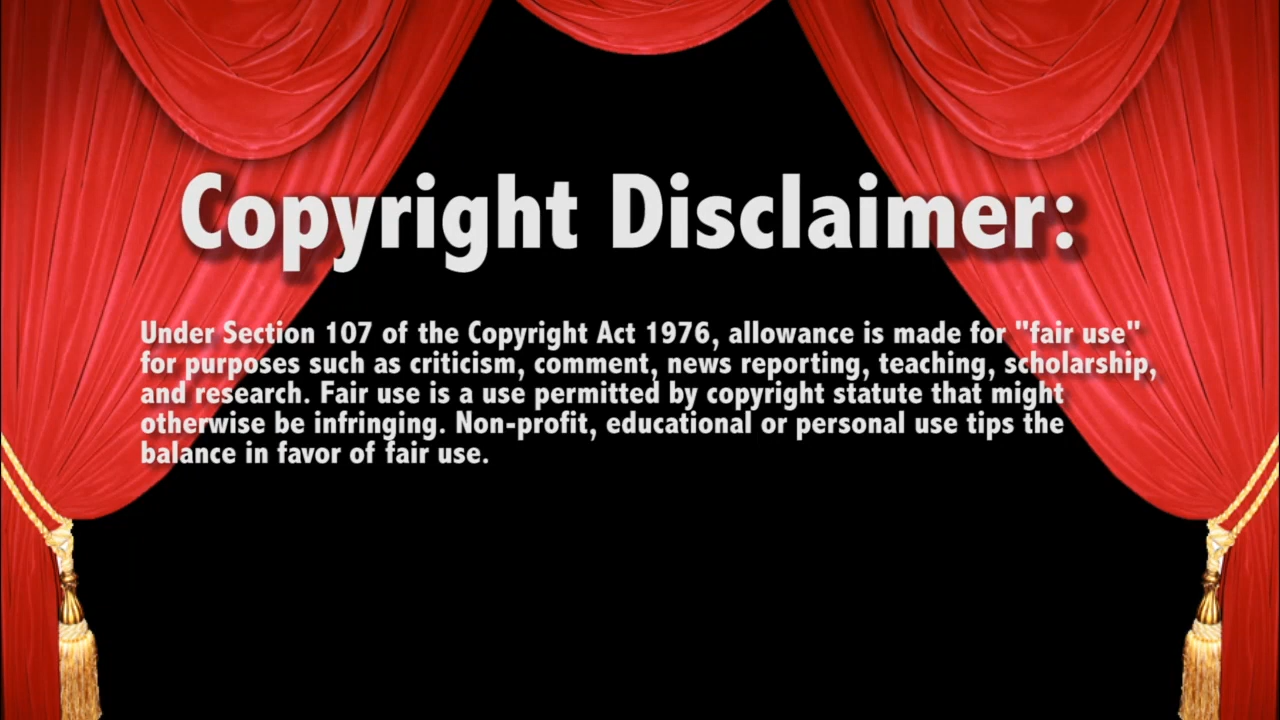 Copyright Disclaimer:
Under Section 107 of the Copyright Act 1976, allowance is made for "fair use"
for purposes such as criticism, comment, news reporting, teaching, scholarship,
and research. Fair use is a use permitted by copyright statute that might
otherwise be infringing. Non-profit, educational or personal use tips the
balance in favor of fair use.